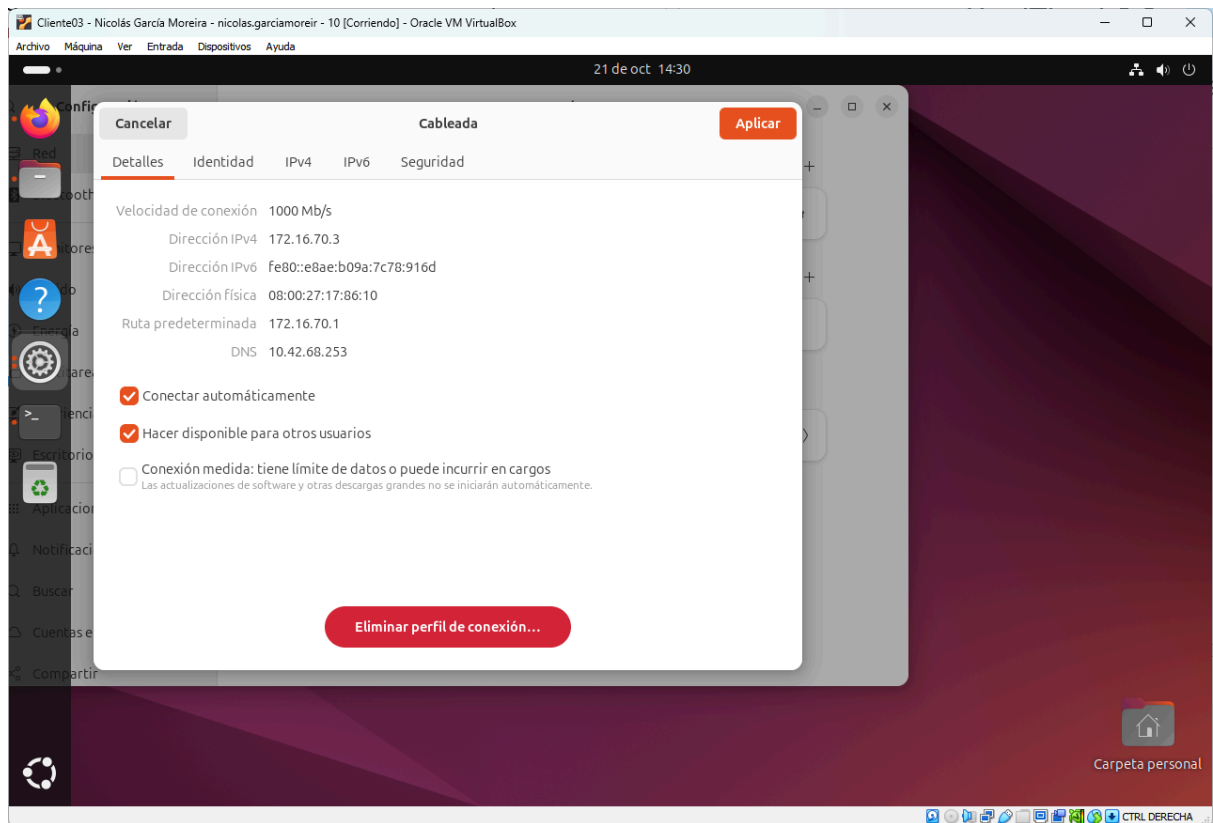 Cliente03 - Nicolás García Moreira - nicolas.garciamoreir - 10 [Corriendo] - Oracle VM VirtualBox
Archivo Máquina Ver Entrada Dispositivos Ayuda
21 de oct 14:30
Cancelar Cableada Aplicar
Red
Detalles Identidad IPv4 IPv6 Seguridad
Velocidad de conexión 1000 Mb/s
Dirección IPv4 172.16.70.3
Dirección IPv6 fe80::e8ae:b09a:7c78:916d
Dirección física 08:00:27:17:86:10
Ruta predeterminada 172.16.70.1
DNS 10.42.68.253
Conectar automáticamente
Hacer disponible para otros usuarios
Conexión medida: tiene límite de datos o puede incurrir en cargos
Las actualizaciones de software y otras descargas grandes no se iniciarán automáticamente.
Energía
Escritorio
Aplicacion
Notificaci
Buscar
Cuentas e
Compartir
Eliminar perfil de conexión...
Carpeta personal
CTRL DERECHA